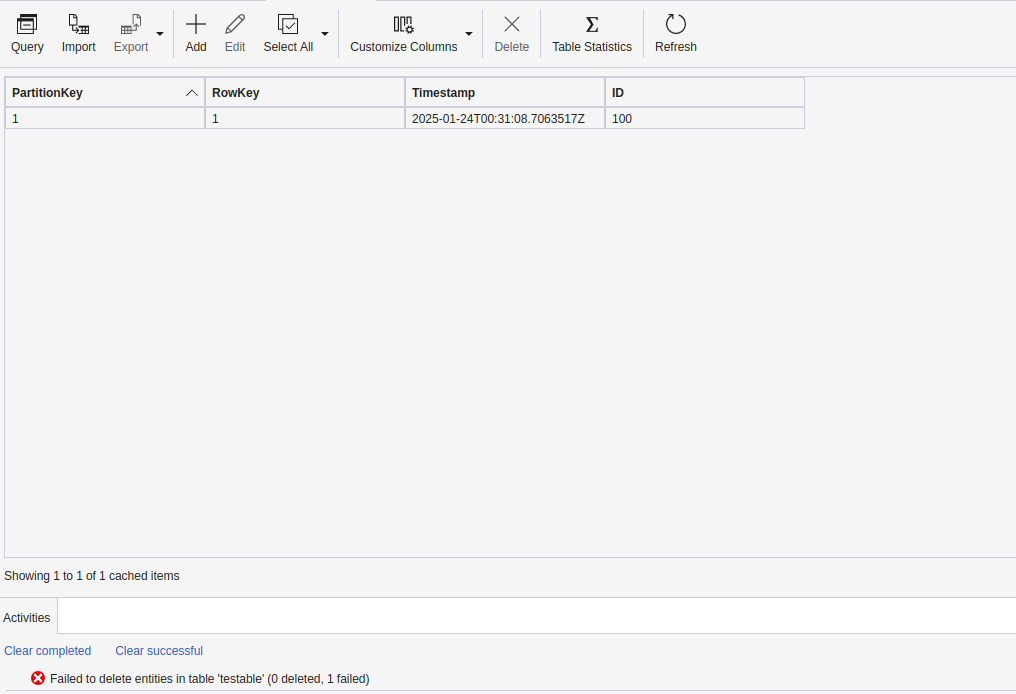 Query Import Export Add Edit Select All Customize Columns Delete Table Statistics Refresh
PartitionKey RowKey Timestamp ID
1 1 2025-01-24T00:31:08.7063517Z 100
Showing 1 to 1 of 1 cached items
Activities
Clear completed Clear successful
Failed to delete entities in table 'testable' (0 deleted, 1 failed)